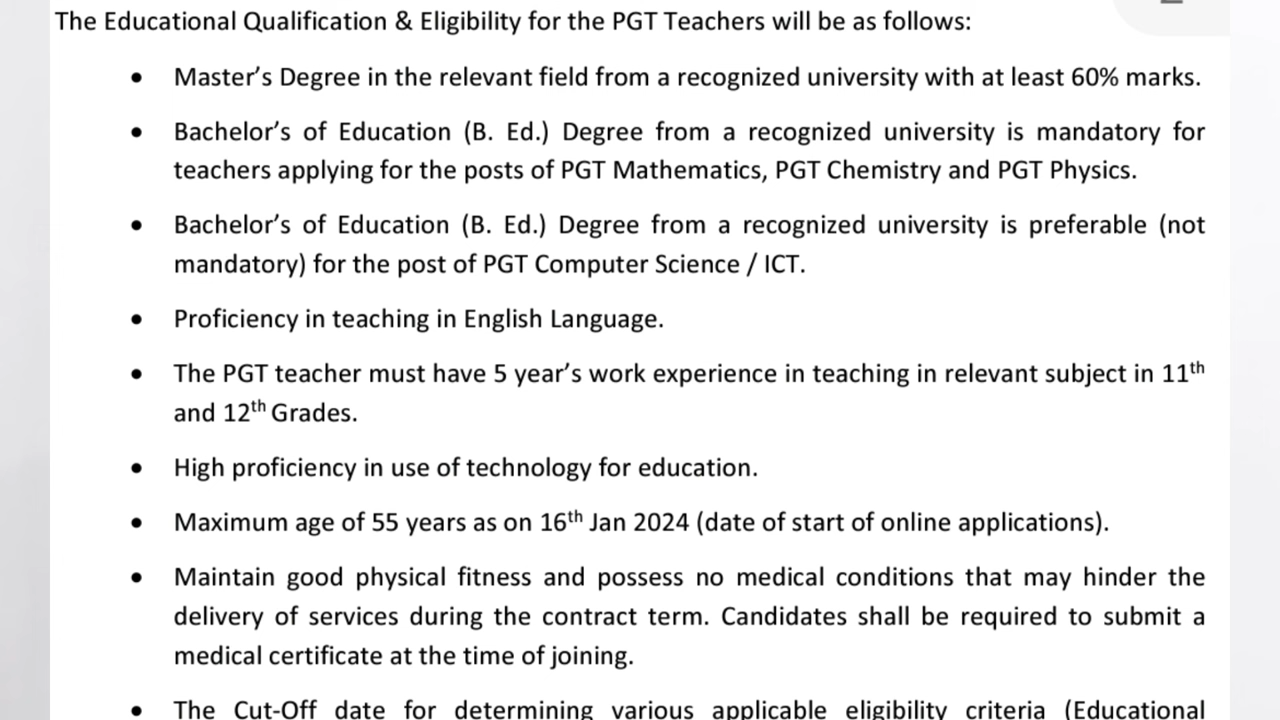 The Educational Qualification & Eligibility for the PGT Teachers will be as follows:
• Master's Degree in the relevant field from a recognized university with at least 60% marks.
• Bachelor's of Education (B. Ed.) Degree from a recognized university is mandatory for
teachers applying for the posts of PGT Mathematics, PGT Chemistry and PGT Physics.
• Bachelor's of Education (B. Ed.) Degree from a recognized university is preferable (not
mandatory) for the post of PGT Computer Science / ICT.
• Proficiency in teaching in English Language.
• The PGT teacher must have 5 year's work experience in teaching in relevant subject in 11th
and 12th Grades.
• High proficiency in use of technology for education.
• Maximum age of 55 years as on 16th Jan 2024 (date of start of online applications).
• Maintain good physical fitness and possess no medical conditions that may hinder the
delivery of services during the contract term. Candidates shall be required to submit a
medical certificate at the time of joining.
• The Cut-Off date for determining various applicable eligibility criteria (Educational